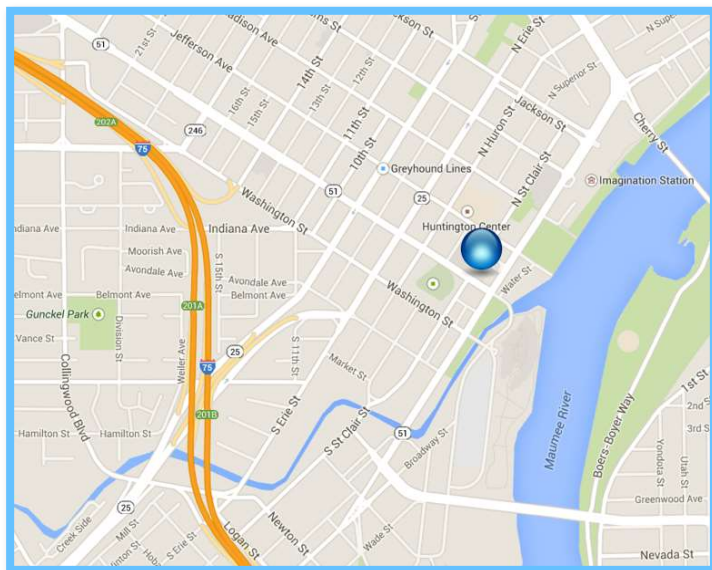 51
21st St
Jefferson Ave
Madison Ave
14th St
12th St
Jackson St
N Erie St
N Superior St
Jackson St
Cherry St
202A
246
16th St
15th St
13th St
11th St
10th St
75
Greyhound Lines
N Huron St
N St Clair St
Imagination Station
Washington St
51
25
Huntington Center
Indiana Ave
Indiana Ave
Moorish Ave
Avondale Ave
S 15th St
Avondale Ave
Belmont Ave
Belmont Ave
Belmont Ave
Water St
Washington St
Gunckel Park
201A
Vance St
Division St
Weiler Ave
25
S 11th St
Market St
75
Collingwood Blvd
201B
S Erie St
S St Clair St
51
Broadway St
Maumee River
Boers-Boyer Way
1st St
2nd S
3rd S
Hamilton St
Hamilton St
Yondota St
Utah St
Greenwood Ave
25
Creek Side
Mill St
S Erie St
Logan St
Newton St
Wade St
Nevada St